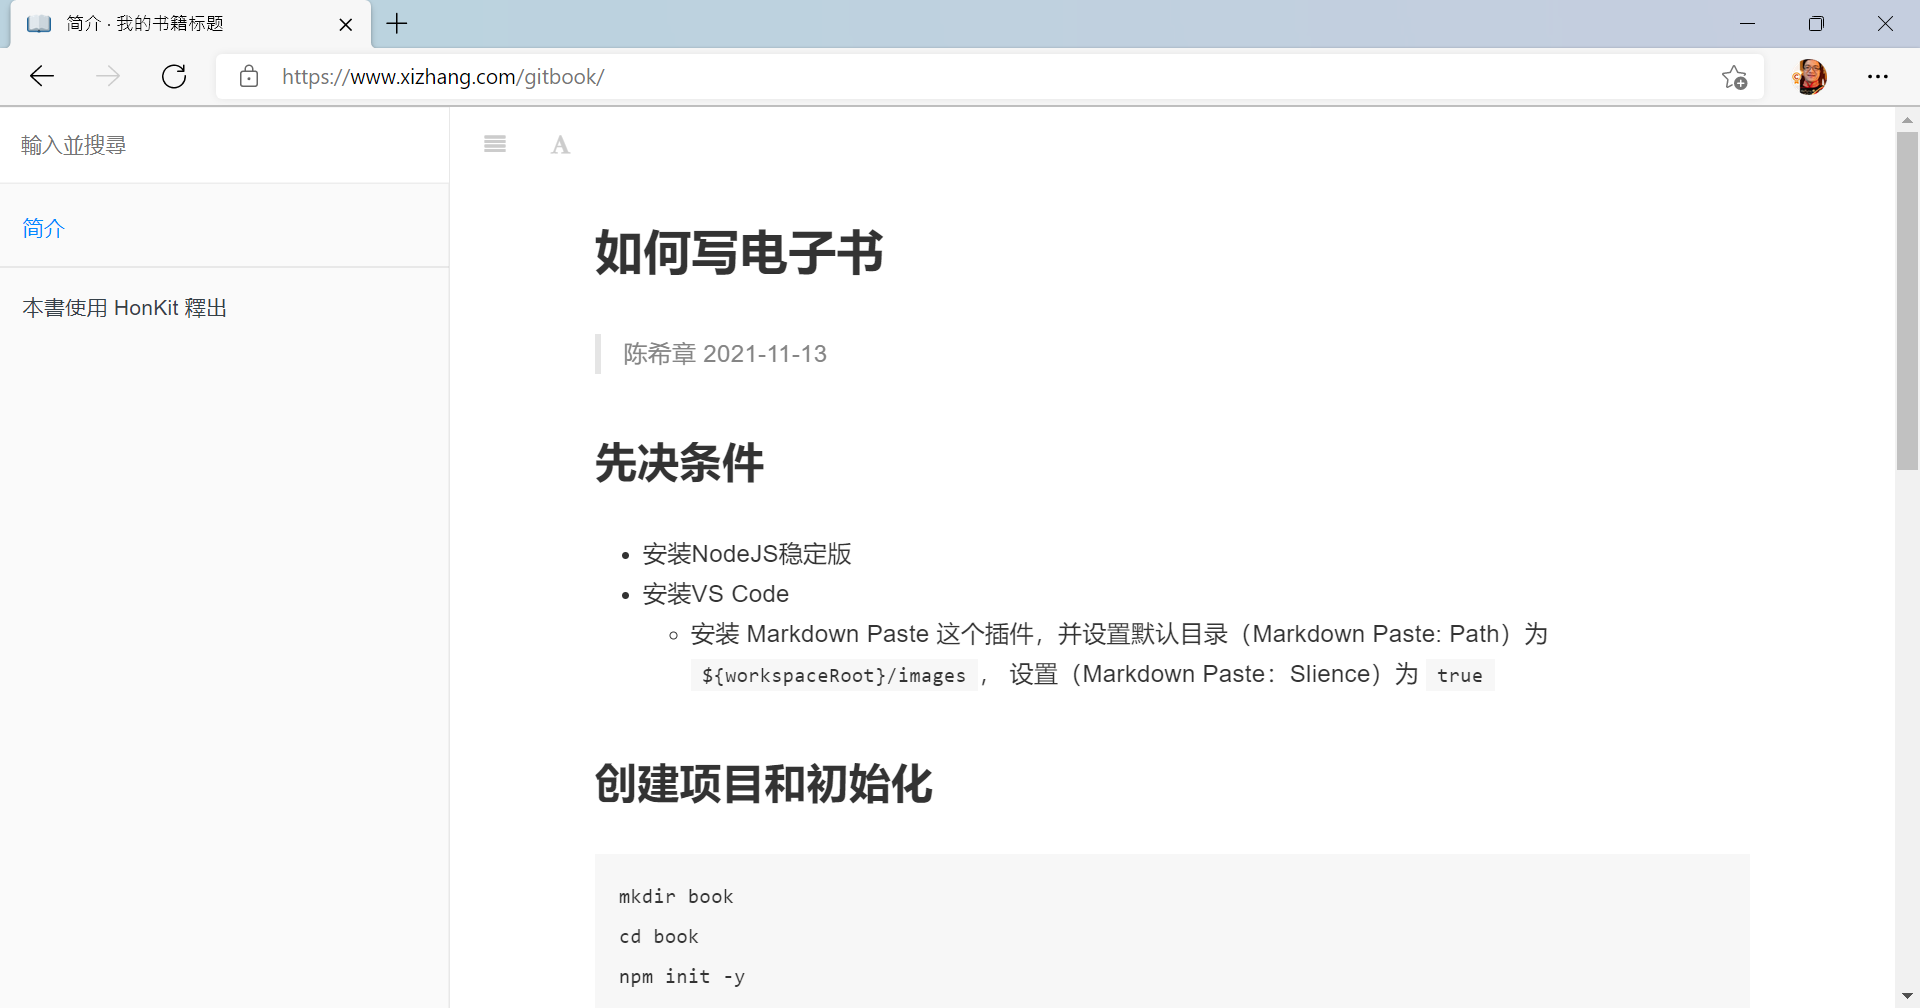 简介 · 我的书籍标题
https://www.xizhang.com/gitbook/
輸入並搜尋
A
简介
本書使用 HonKit 釋出
如何写电子书
陈希章 2021-11-13
先决条件
安装NodeJS稳定版
安装VS Code
安装 Markdown Paste 这个插件，并设置默认目录（Markdown Paste: Path）为
${workspaceRoot}/images ， 设置（Markdown Paste：Slience）为 true
创建项目和初始化
mkdir book
cd book
npm init -y